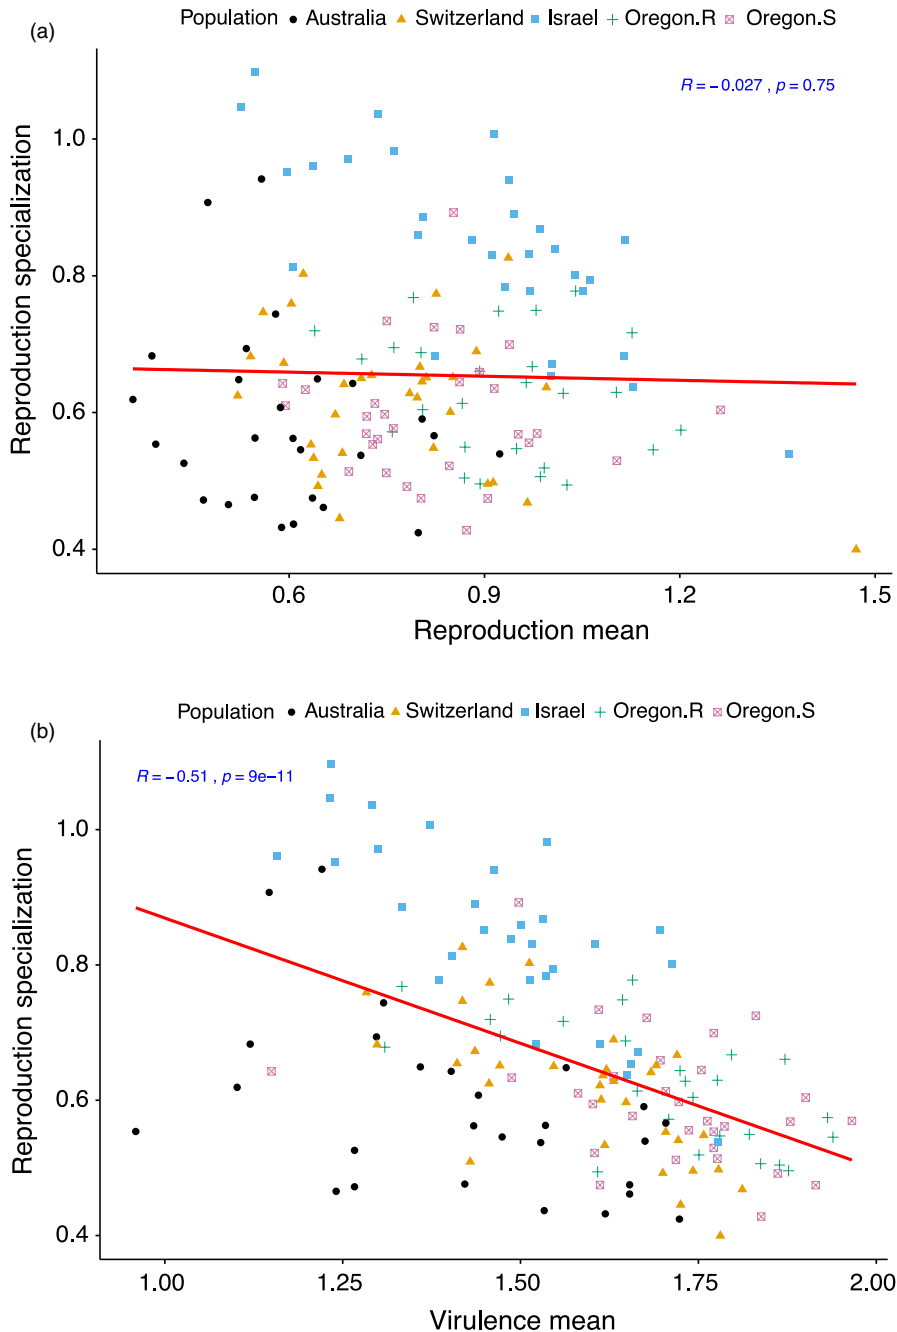 Population Australia Switzerland Israel Oregon.R Oregon.S
(a)
R = −0.027 , p = 0.75
1.0
0.8
0.6
0.4
Reproduction specialization
0.6 0.9 1.2 1.5
Reproduction mean
Population Australia Switzerland Israel Oregon.R Oregon.S
(b)
R = −0.51 , p = 9e−11
1.0
0.8
0.6
0.4
Reproduction specialization
1.00 1.25 1.50 1.75 2.00
Virulence mean